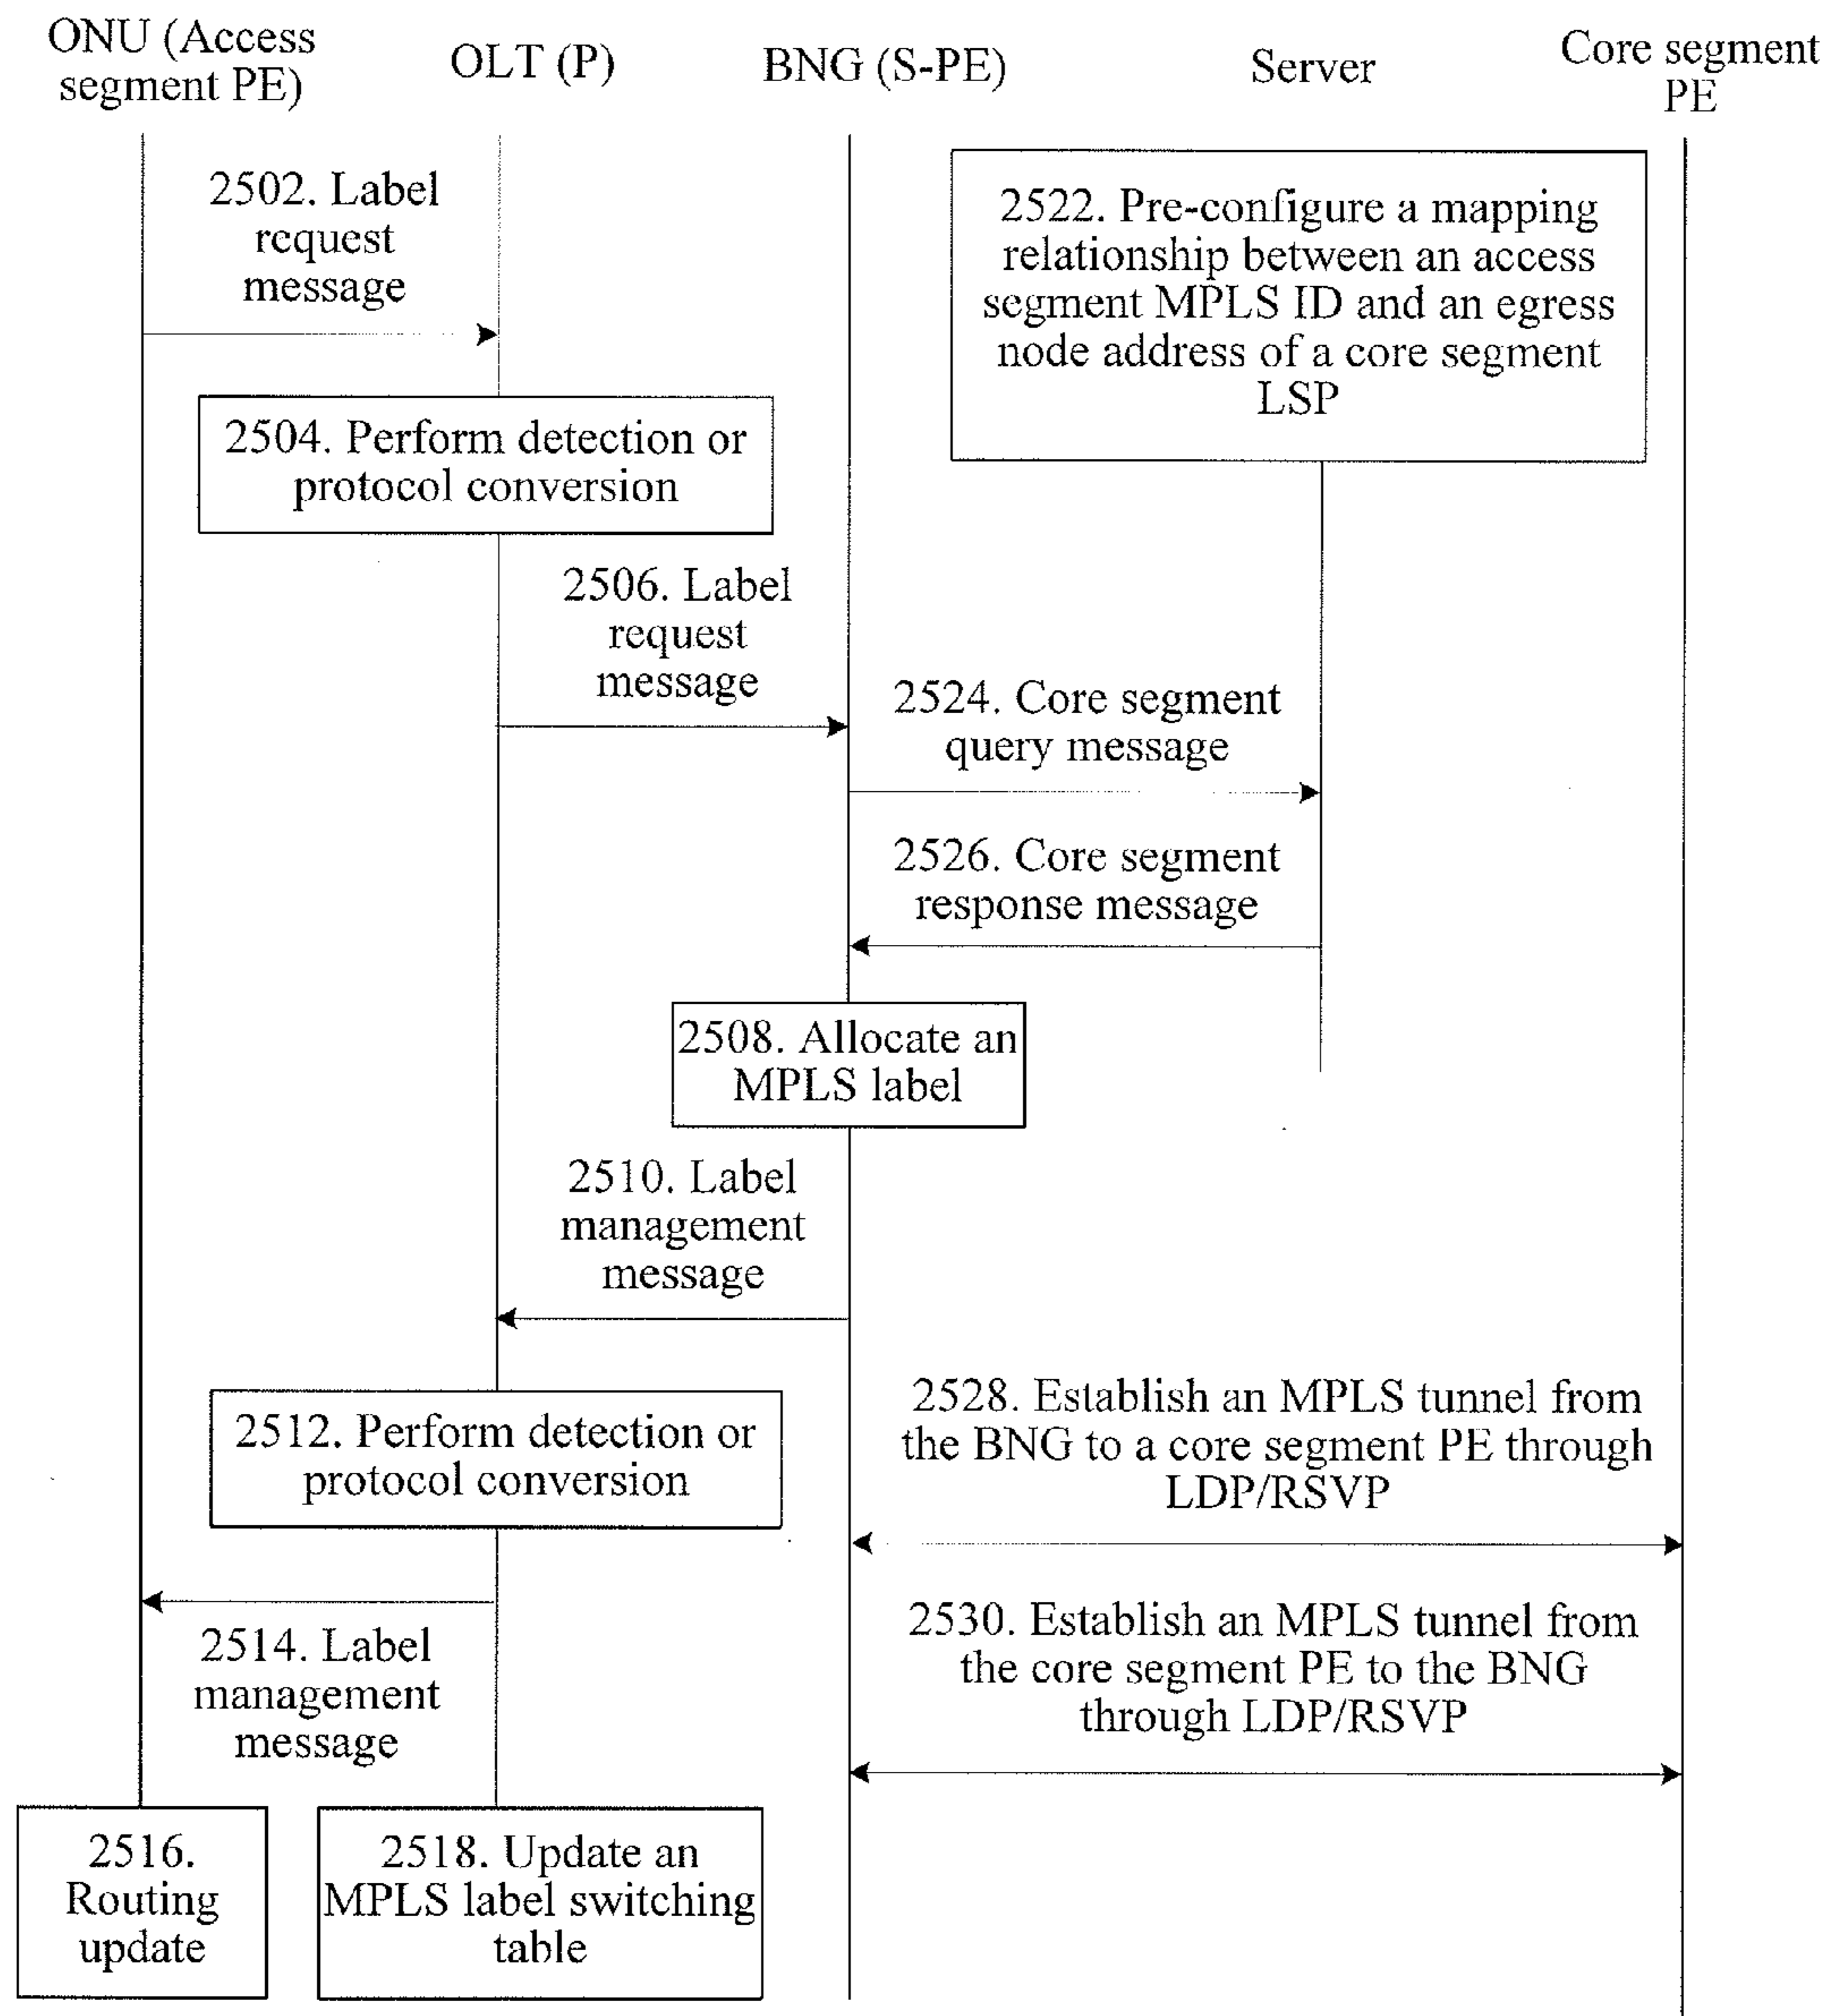 ONU (Access
segment PE)
OLT (P)
BNG (S-PE)
Server
Core segment
PE
2502. Label
request
message
2522. Pre-configure a mapping
relationship between an access
segment MPLS ID and an egress
node address of a core segment
LSP
2504. Perform detection or
protocol conversion
2506. Label
request
message
2524. Core segment
query message
2526. Core segment
response message
2508. Allocate an
MPLS label
2510. Label
management
message
2512. Perform detection or
protocol conversion
2528. Establish an MPLS tunnel from
the BNG to a core segment PE through
LDP/RSVP
2514. Label
management
message
2530. Establish an MPLS tunnel from
the core segment PE to the BNG
through LDP/RSVP
2516.
Routing
update
2518. Update an
MPLS label switching
table